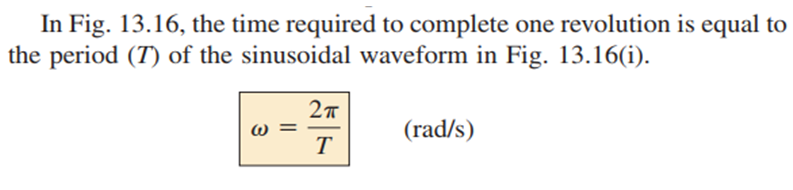 In Fig. 13.16, the time required to complete one revolution is equal to
the period (T) of the sinusoidal waveform in Fig. 13.16(i).
ω = 2π/T (rad/s)